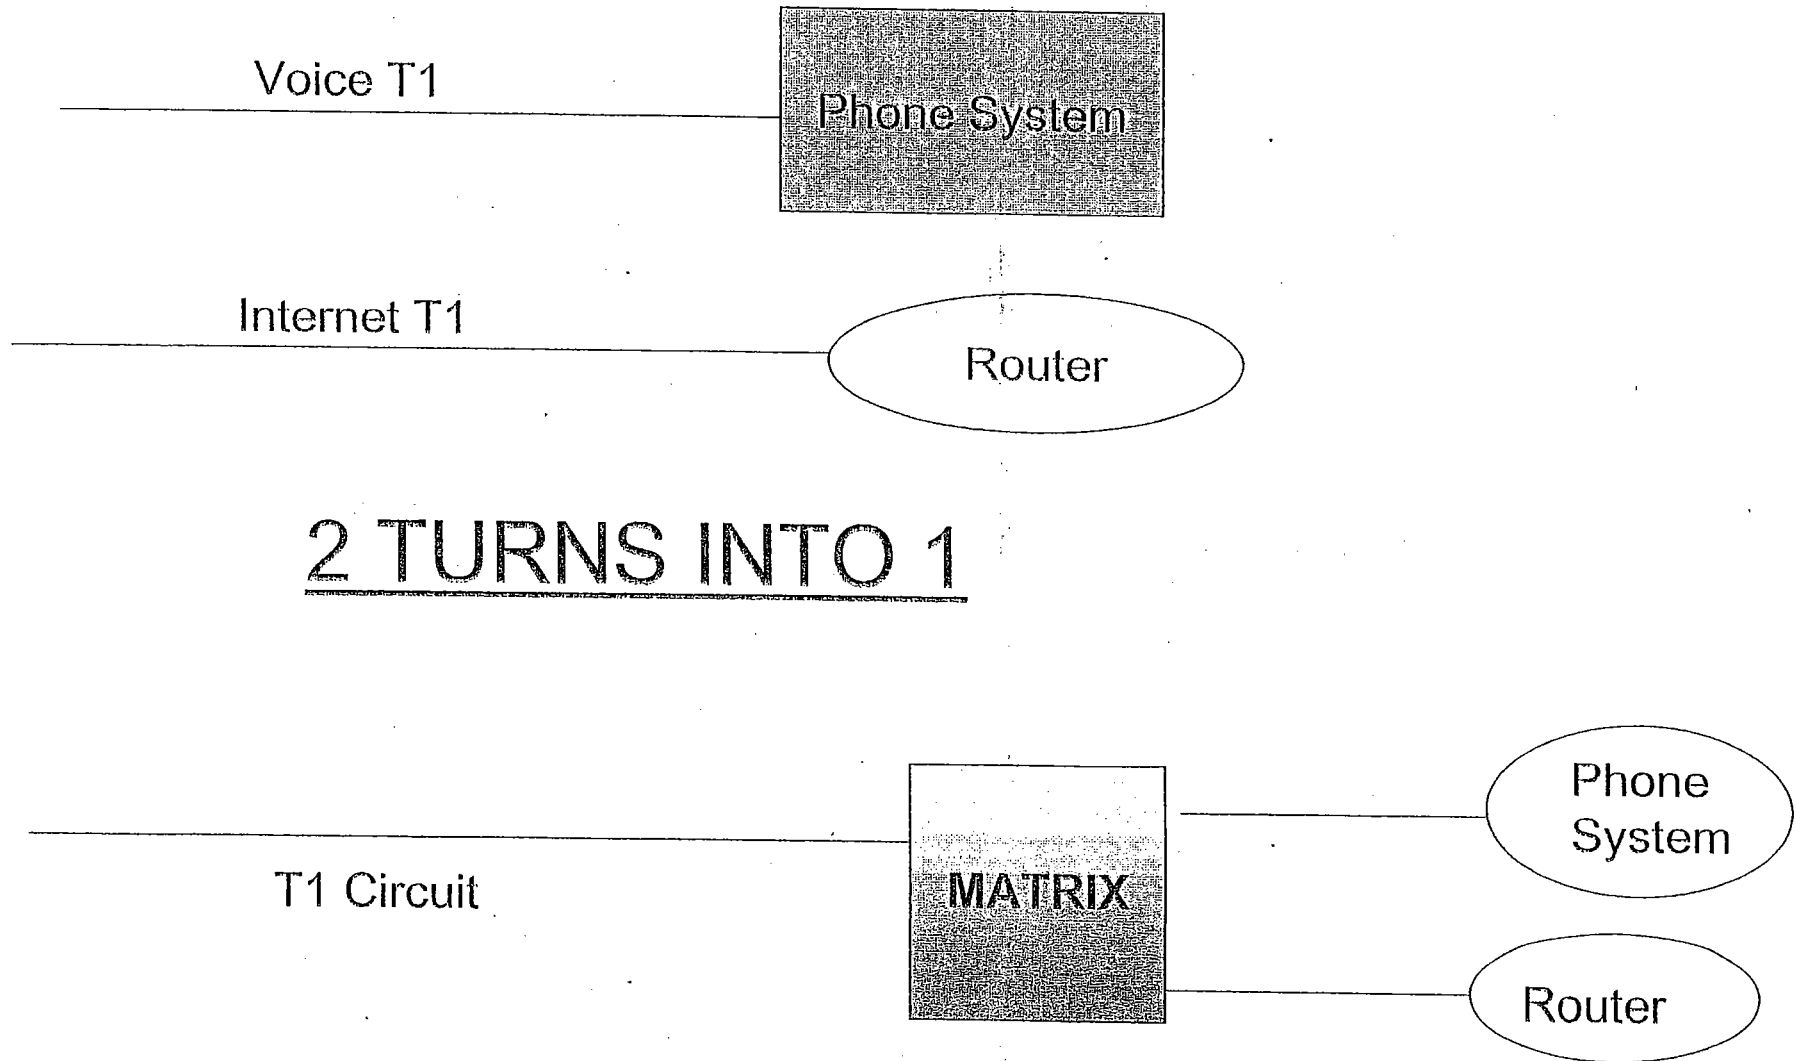 Voice T1
Phone System
Internet T1
Router
2 TURNS INTO 1
T1 Circuit
MATRIX
Phone
System
Router